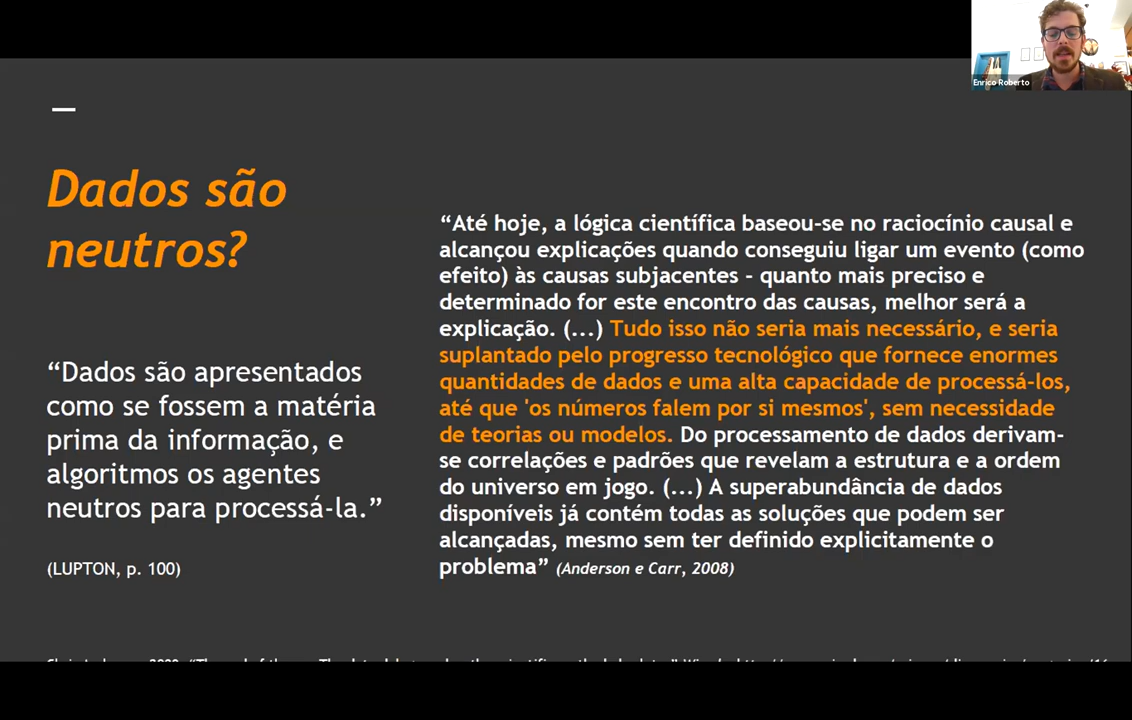 Enrico Roberto
Dados são
neutros?
“Dados são apresentados
como se fossem a matéria
prima da informação, e
algoritmos os agentes
neutros para processá-la.”
(LUPTON, p. 100)
“Até hoje, a lógica científica baseou-se no raciocínio causal e
alcançou explicações quando conseguiu ligar um evento (como
efeito) às causas subjacentes - quanto mais preciso e
determinado for este encontro das causas, melhor será a
explicação. (...) Tudo isso não seria mais necessário, e seria
suplantado pelo progresso tecnológico que fornece enormes
quantidades de dados e uma alta capacidade de processá-los,
até que 'os números falem por si mesmos', sem necessidade
de teorias ou modelos. Do processamento de dados derivam-
se correlações e padrões que revelam a estrutura e a ordem
do universo em jogo. (...) A superabundância de dados
disponíveis já contém todas as soluções que podem ser
alcançadas, mesmo sem ter definido explicitamente o
problema” (Anderson e Carr, 2008)